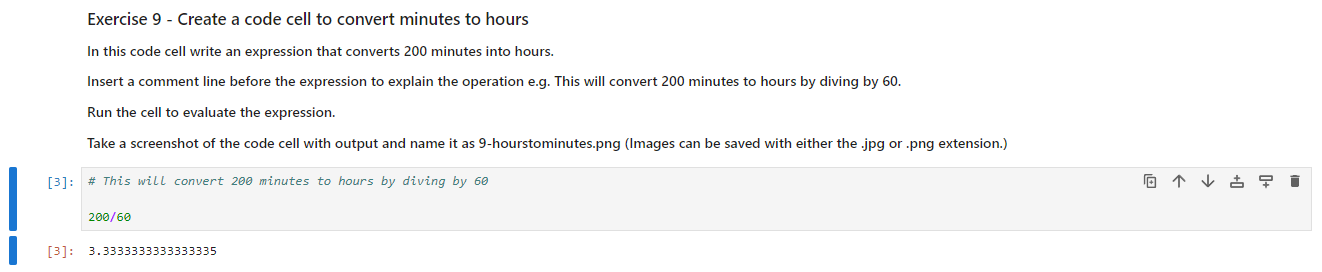 Exercise 9 - Create a code cell to convert minutes to hours
In this code cell write an expression that converts 200 minutes into hours.
Insert a comment line before the expression to explain the operation e.g. This will convert 200 minutes to hours by diving by 60.
Run the cell to evaluate the expression.
Take a screenshot of the code cell with output and name it as 9-hourstominutes.png (Images can be saved with either the .jpg or .png extension.)
[3]: # This will convert 200 minutes to hours by diving by 60
200/60
[3]: 3.3333333333333335